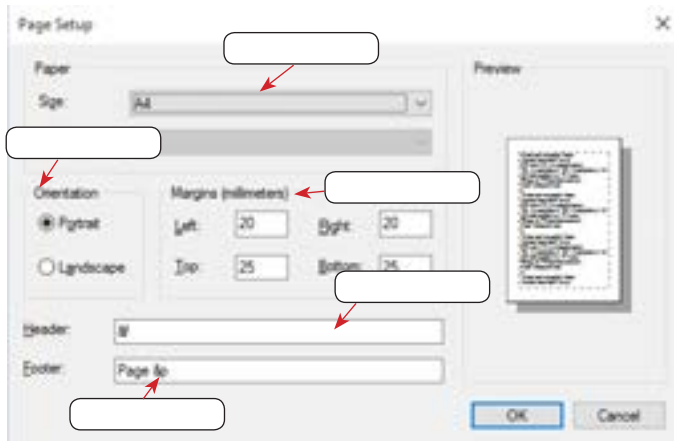 Page Setup
Paper
Size: A4
Orientation
Portrait
Landscape
Margins (millimeters)
Left: 20 Right: 20
Top: 25 Bottom: 25
Header: &f
Footer: Page &p
Preview
OK Cancel